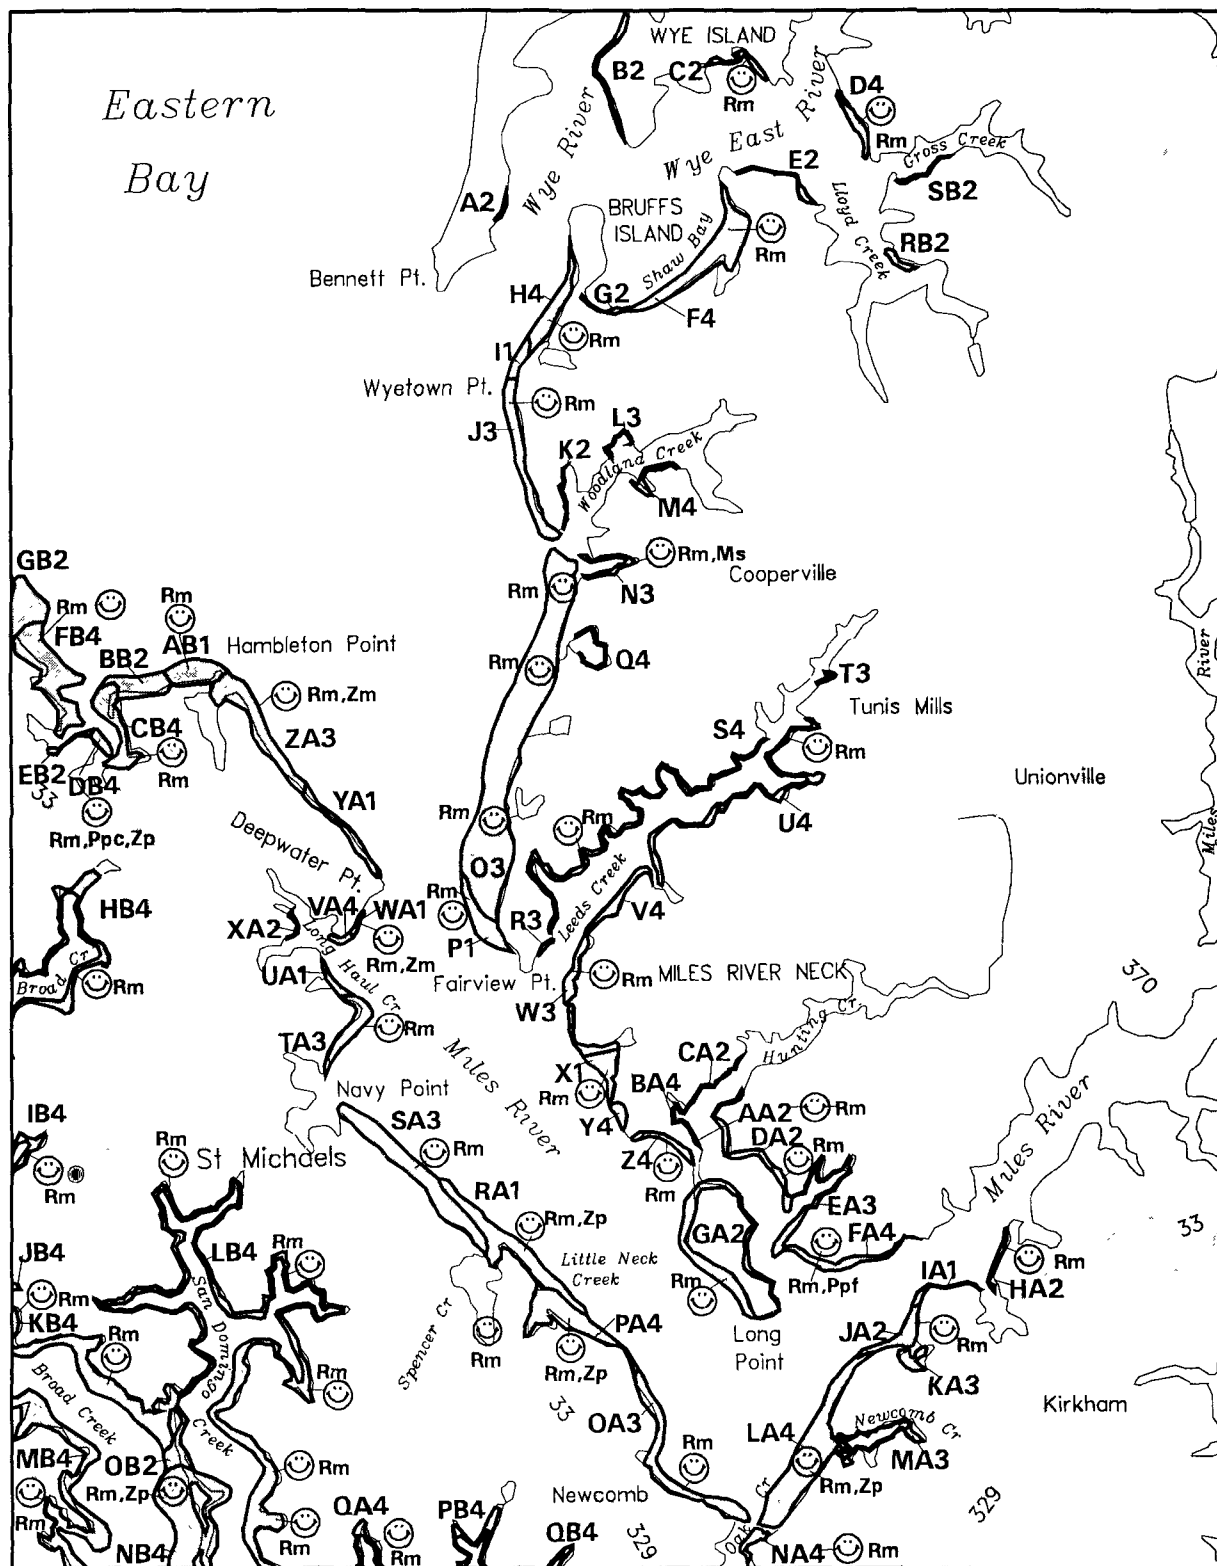 WYE ISLAND
B2
C2
Rm
Eastern
Bay
Wye River
Wye East River
D4
Rm
Gross Creek
E2
SB2
A2
Lloyd Creek
BRUFFS
ISLAND
Shaw Bay
Rm
RB2
Bennett Pt.
H4
G2
F4
I1
Rm
Wyetown Pt.
Rm
J3
L3
K2
Woodland Creek
M4
Rm,Ms
Cooperville
GB2
Rm
Rm
Rm
N3
FB4
AB1
Hambleton Point
BB2
Rm
Q4
River
Rm,Zm
T3
Tunis Mills
CB4
ZA3
S4
Rm
EB2
DB4
Rm
33
Unionville
YA1
Rm
Rm
U4
Miles
Rm,Ppc,Zp
Deepwater Pt.
O3
HB4
Rm
VA4
WA1
R3
Leeds Creek
V4
XA2
P1
Long Haul Cr
Rm,Zm
Broad Cr
Rm
UA1
Fairview Pt.
Rm
MILES RIVER NECK
370
W3
TA3
Rm
Hunting Cr
Miles River
CA2
X1
BA4
Navy Point
Rm
IB4
SA3
AA2
Rm
Miles River
Y4
DA2
Rm
Rm
St Michaels
Rm
Z4
Rm
Rm
RA1
EA3
Rm,Zp
GA2
FA4
33
JB4
LB4
Rm
Little Neck
Creek
Rm
IA1
Rm
San Domingo
Creek
Rm
Rm,Ppf
HA2
KB4
Rm
Spencer Cr
Rm
PA4
Long
Point
JA2
Rm
Broad Creek
Rm
Rm,Zp
KA3
33
OA3
Kirkham
LA4
Newcomb Cr
MB4
OB2
Rm
Rm
MA3
Rm,Zp
Rm,Zp
Rm
QA4
PB4
Newcomb
329
Rm
QB4
329
Oak Cr
NB4
Rm
NA4
Rm